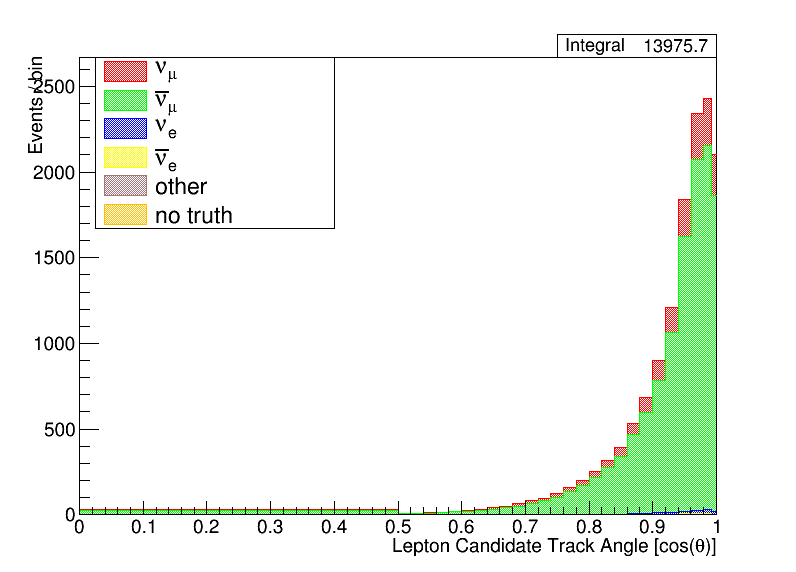 Integral 13975.7
Events / bin
ν_μ
ν̅_μ
ν_e
ν̅_e
other
no truth
2500
2000
1500
1000
500
0
0 0.1 0.2 0.3 0.4 0.5 0.6 0.7 0.8 0.9 1
Lepton Candidate Track Angle [cos(θ)]